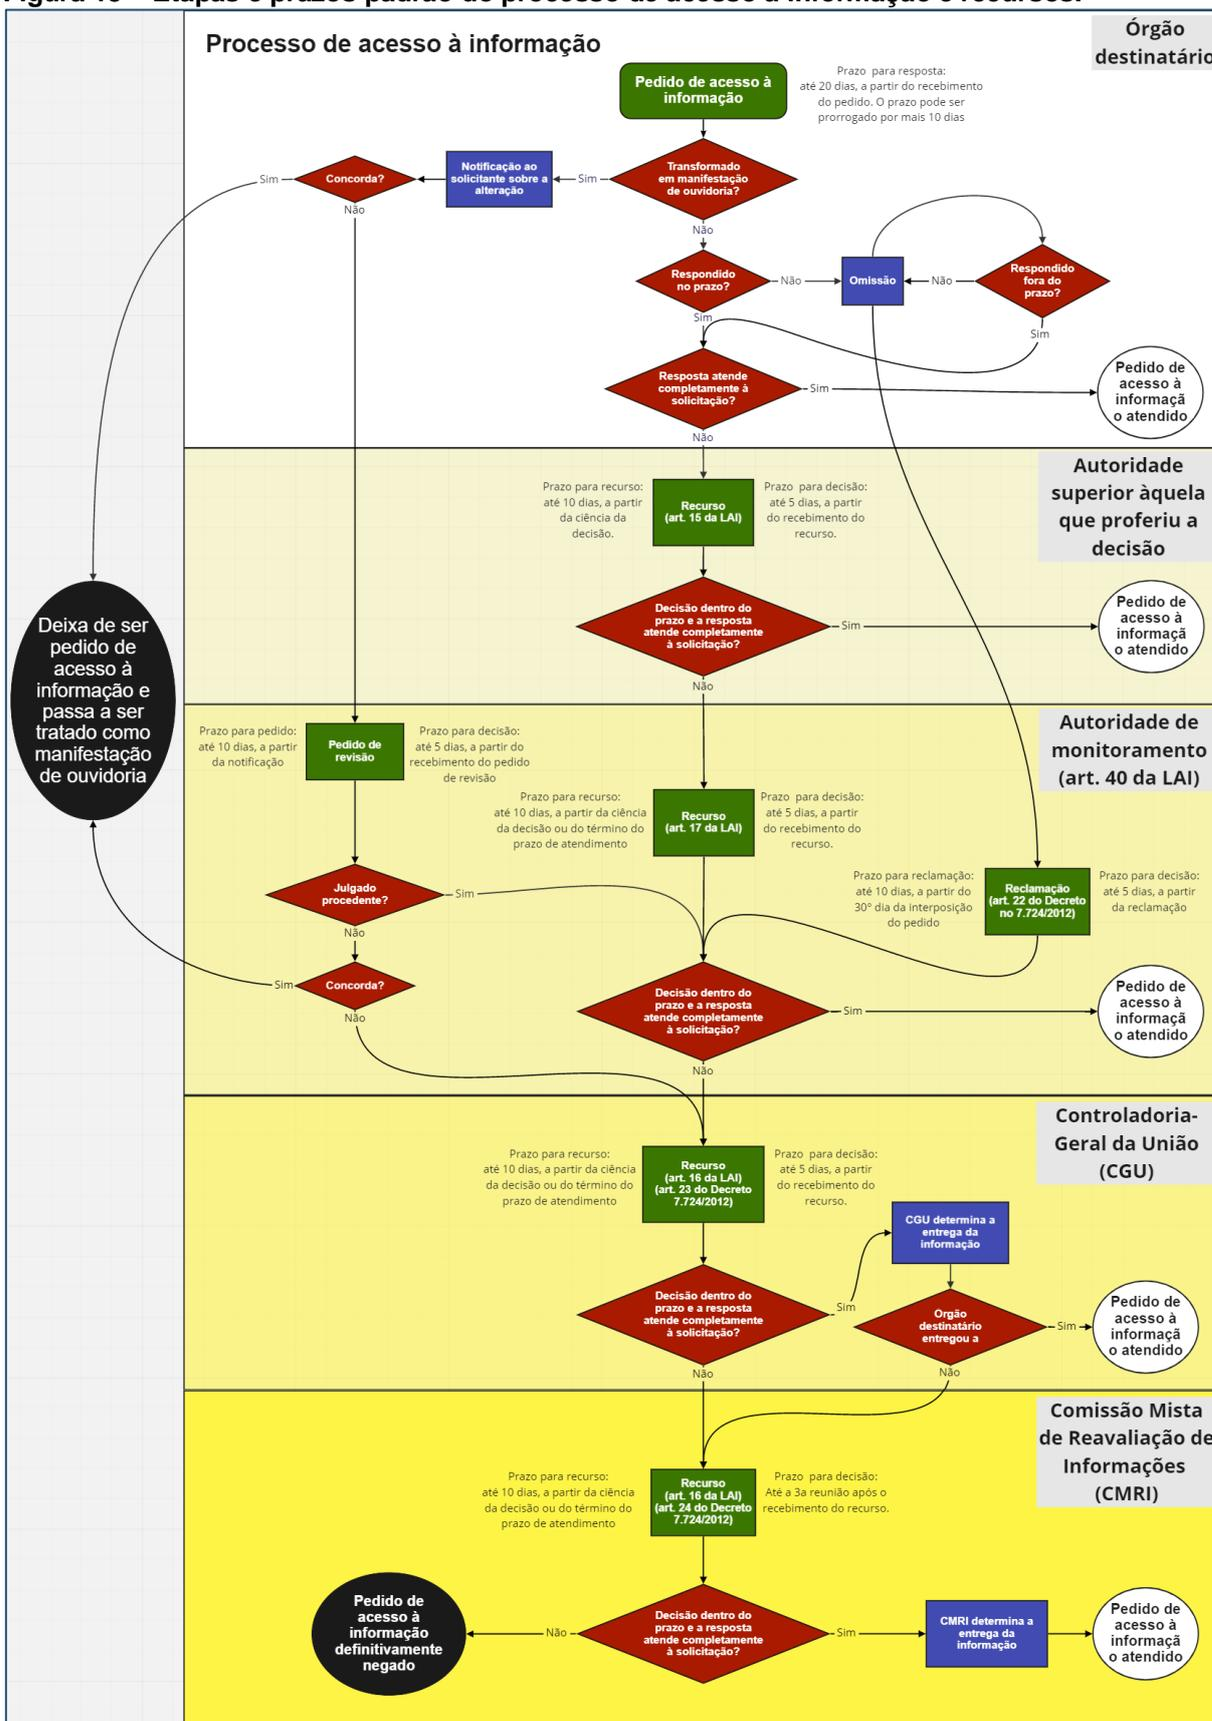 Processo de acesso à informação
Órgão
destinatário
Pedido de acesso à
informação
Prazo para resposta:
até 20 dias, a partir do recebimento
do pedido. O prazo pode ser
prorrogado por mais 10 dias
Transformado
em manifestação
de ouvidoria?
Sim
Notificação ao
solicitante sobre a
alteração
Concorda?
Sim
Não
Não
Respondido
no prazo?
Não
Omissão
Não
Respondido
fora do
prazo?
Sim
Sim
Resposta atende
completamente à
solicitação?
Sim
Pedido de
acesso à
informaçã
o atendido
Não
Autoridade
superior àquela
que proferiu a
decisão
Prazo para recurso:
até 10 dias, a partir
da ciência da
decisão.
Recurso
(art. 15 da LAI)
Prazo para decisão:
até 5 dias, a partir
do recebimento do
recurso.
Decisão dentro do
prazo e a resposta
atende completamente
à solicitação?
Sim
Pedido de
acesso à
informaçã
o atendido
Não
Deixa de ser
pedido de
acesso à
informação e
passa a ser
tratado como
manifestação
de ouvidoria
Autoridade de
monitoramento
(art. 40 da LAI)
Prazo para pedido:
até 10 dias, a partir
da notificação
Pedido de
revisão
Prazo para decisão:
até 5 dias, a partir do
recebimento do pedido
de revisão
Prazo para recurso:
até 10 dias, a partir da ciência
da decisão ou do término do
prazo de atendimento
Recurso
(art. 17 da LAI)
Prazo para decisão:
até 5 dias, a partir
do recebimento do
recurso.
Julgado
procedente?
Sim
Não
Prazo para reclamação:
até 10 dias, a partir do
30º dia da interposição
do pedido
Reclamação
(art. 22 do Decreto
no 7.724/2012)
Prazo para decisão:
até 5 dias, a partir
da reclamação
Concorda?
Sim
Não
Decisão dentro do
prazo e a resposta
atende completamente
à solicitação?
Sim
Pedido de
acesso à
informaçã
o atendido
Não
Controladoria-
Geral da União
(CGU)
Prazo para recurso:
até 10 dias, a partir da ciência
da decisão ou do término do
prazo de atendimento
Recurso
(art. 16 da LAI)
(art. 23 do Decreto
7.724/2012)
Prazo para decisão:
até 5 dias, a partir
do recebimento do
recurso.
CGU determina a
entrega da
informação
Decisão dentro do
prazo e a resposta
atende completamente
à solicitação?
Sim
Orgão
destinatário
entregou a
Sim
Pedido de
acesso à
informaçã
o atendido
Não
Não
Comissão Mista
de Reavaliação de
Informações
(CMRI)
Prazo para recurso:
até 10 dias, a partir da ciência
da decisão ou do término do
prazo de atendimento
Recurso
(art. 16 da LAI)
(art. 24 do Decreto
7.724/2012)
Prazo para decisão:
Até a 3a reunião após o
recebimento do recurso.
Pedido de
acesso à
informação
definitivamente
negado
Não
Decisão dentro do
prazo e a resposta
atende completamente
à solicitação?
Sim
CMRI determina a
entrega da
informação
Pedido de
acesso à
informaçã
o atendido